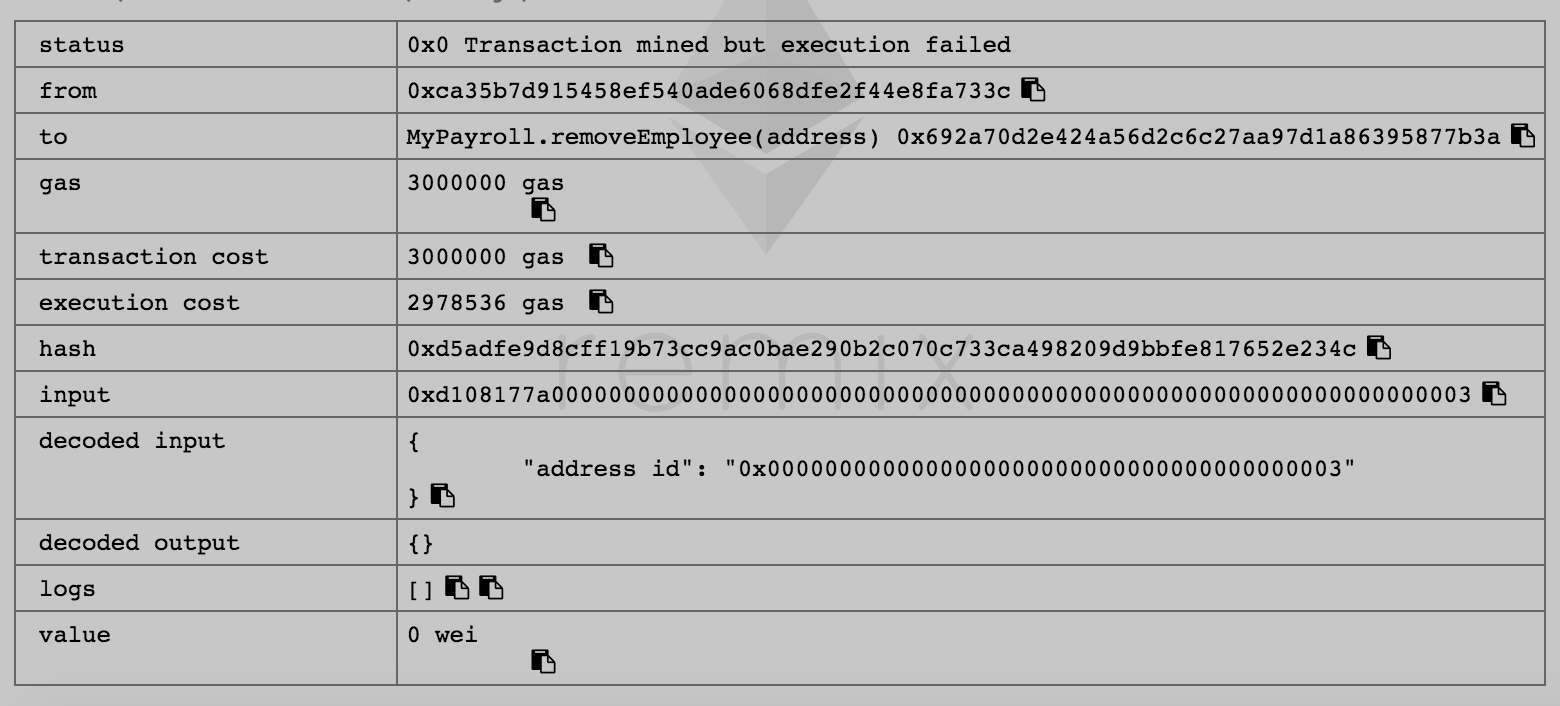 status 0x0 Transaction mined but execution failed
from 0xca35b7d915458ef540ade6068dfe2f44e8fa733c
to MyPayroll.removeEmployee(address) 0x692a70d2e424a56d2c6c27aa97d1a86395877b3a
gas 3000000 gas
transaction cost 3000000 gas
execution cost 2978536 gas
hash 0xd5adfe9d8cff19b73cc9ac0bae290b2c070c733ca498209d9bbfe817652e234c
input 0xd108177a0000000000000000000000000000000000000000000000000000000000000003
decoded input {
"address id": "0x0000000000000000000000000000000000000003"
}
decoded output {}
logs []
value 0 wei
remix